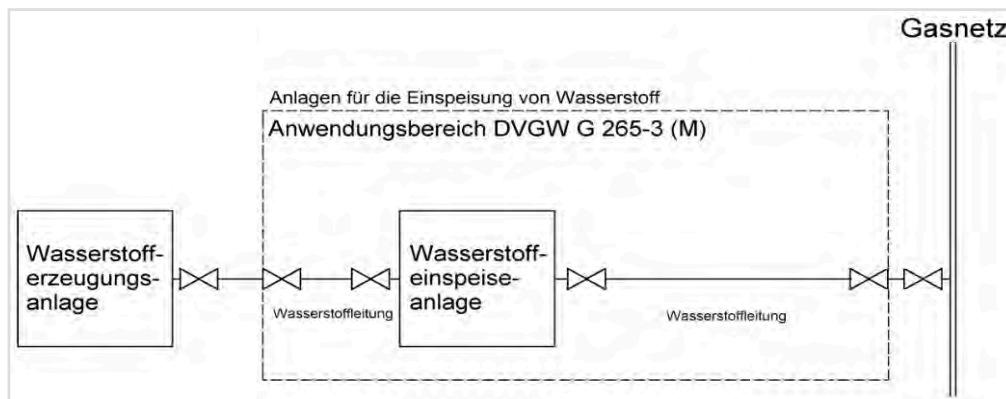 Gasnetz
Anlagen für die Einspeisung von Wasserstoff
Anwendungsbereich DVGW G 265-3 (M)
Wasserstoff-
erzeugungs-
anlage
Wasserstoff-
einspeise-
anlage
Wasserstoffleitung
Wasserstoffleitung